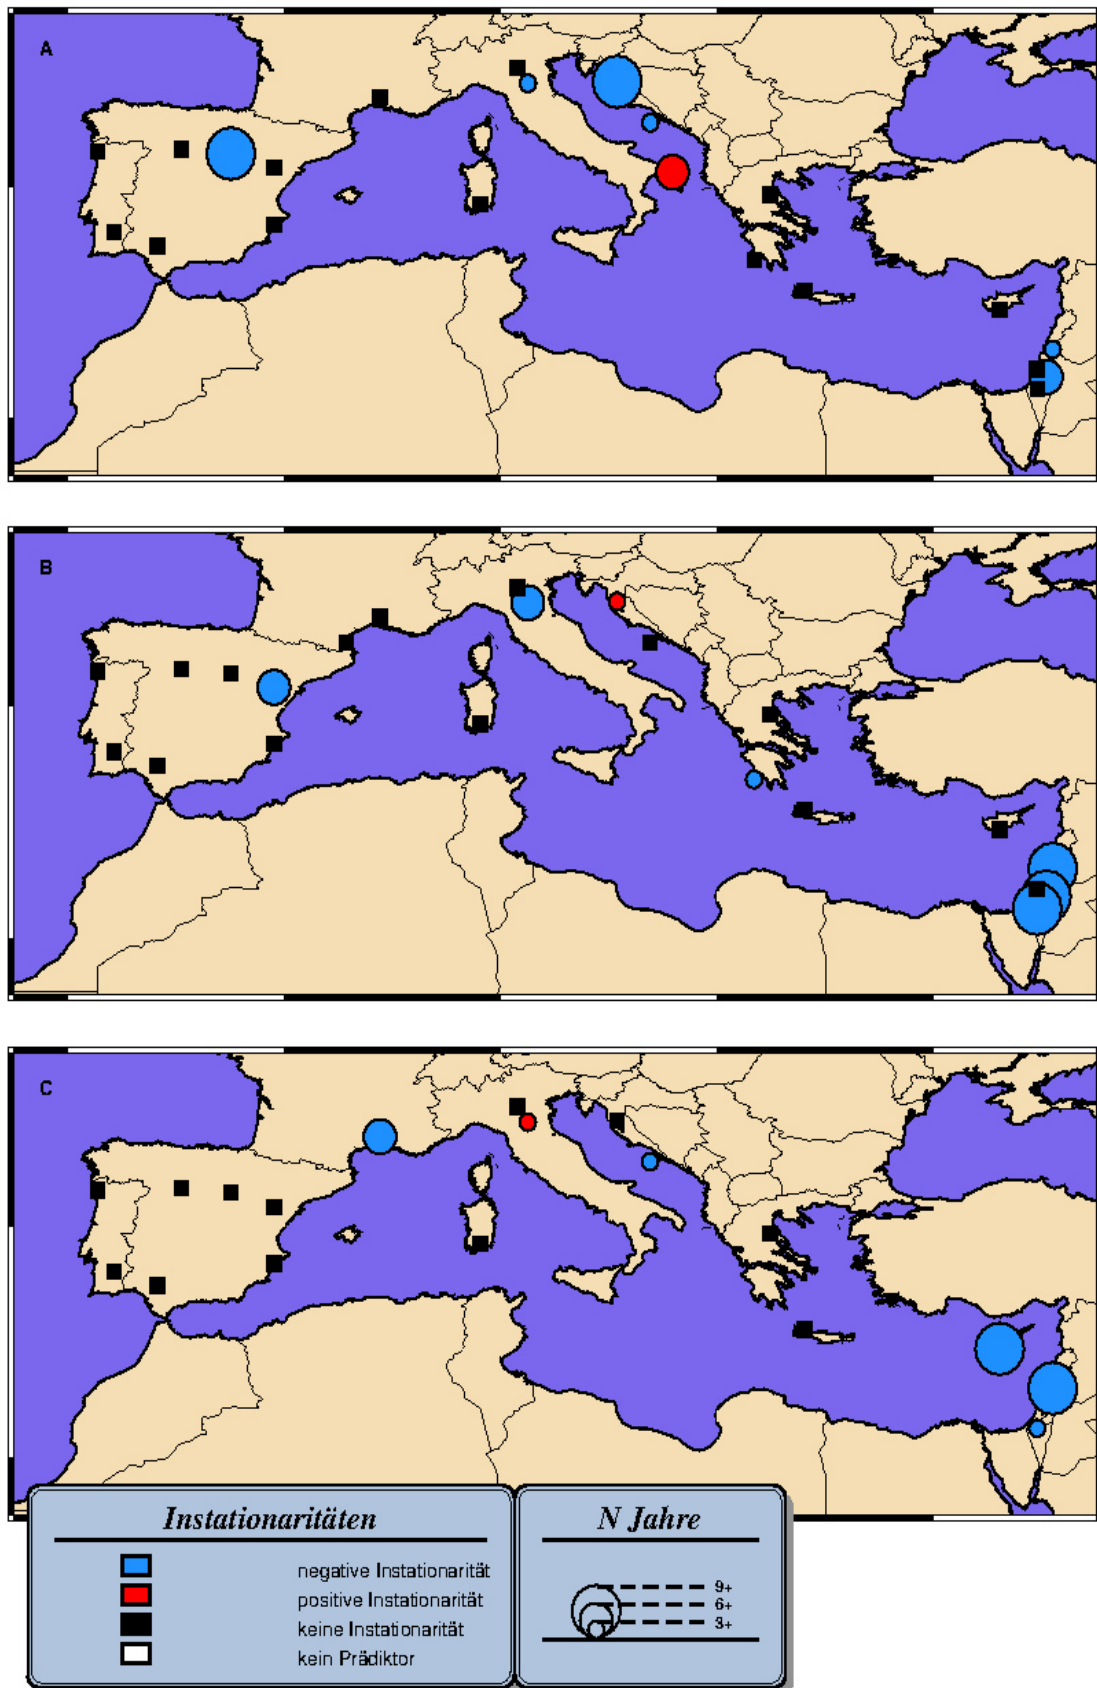 A
B
C
Instationaritäten
negative Instationarität
positive Instationarität
keine Instationarität
kein Prädiktor
N Jahre
9+
6+
3+